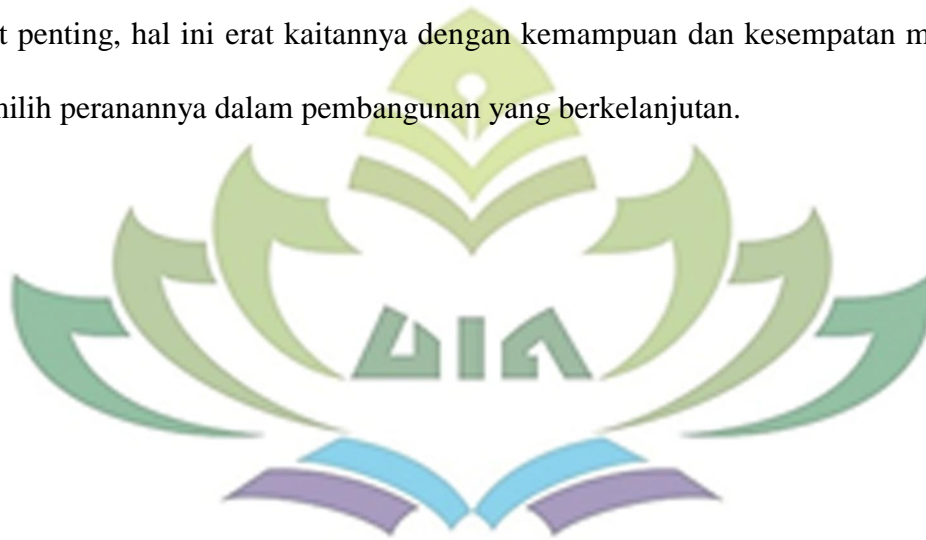 t penting, hal ini erat kaitannya dengan kemampuan dan kesempatan m
nilih peranannya dalam pembangunan yang berkelanjutan.
UIN